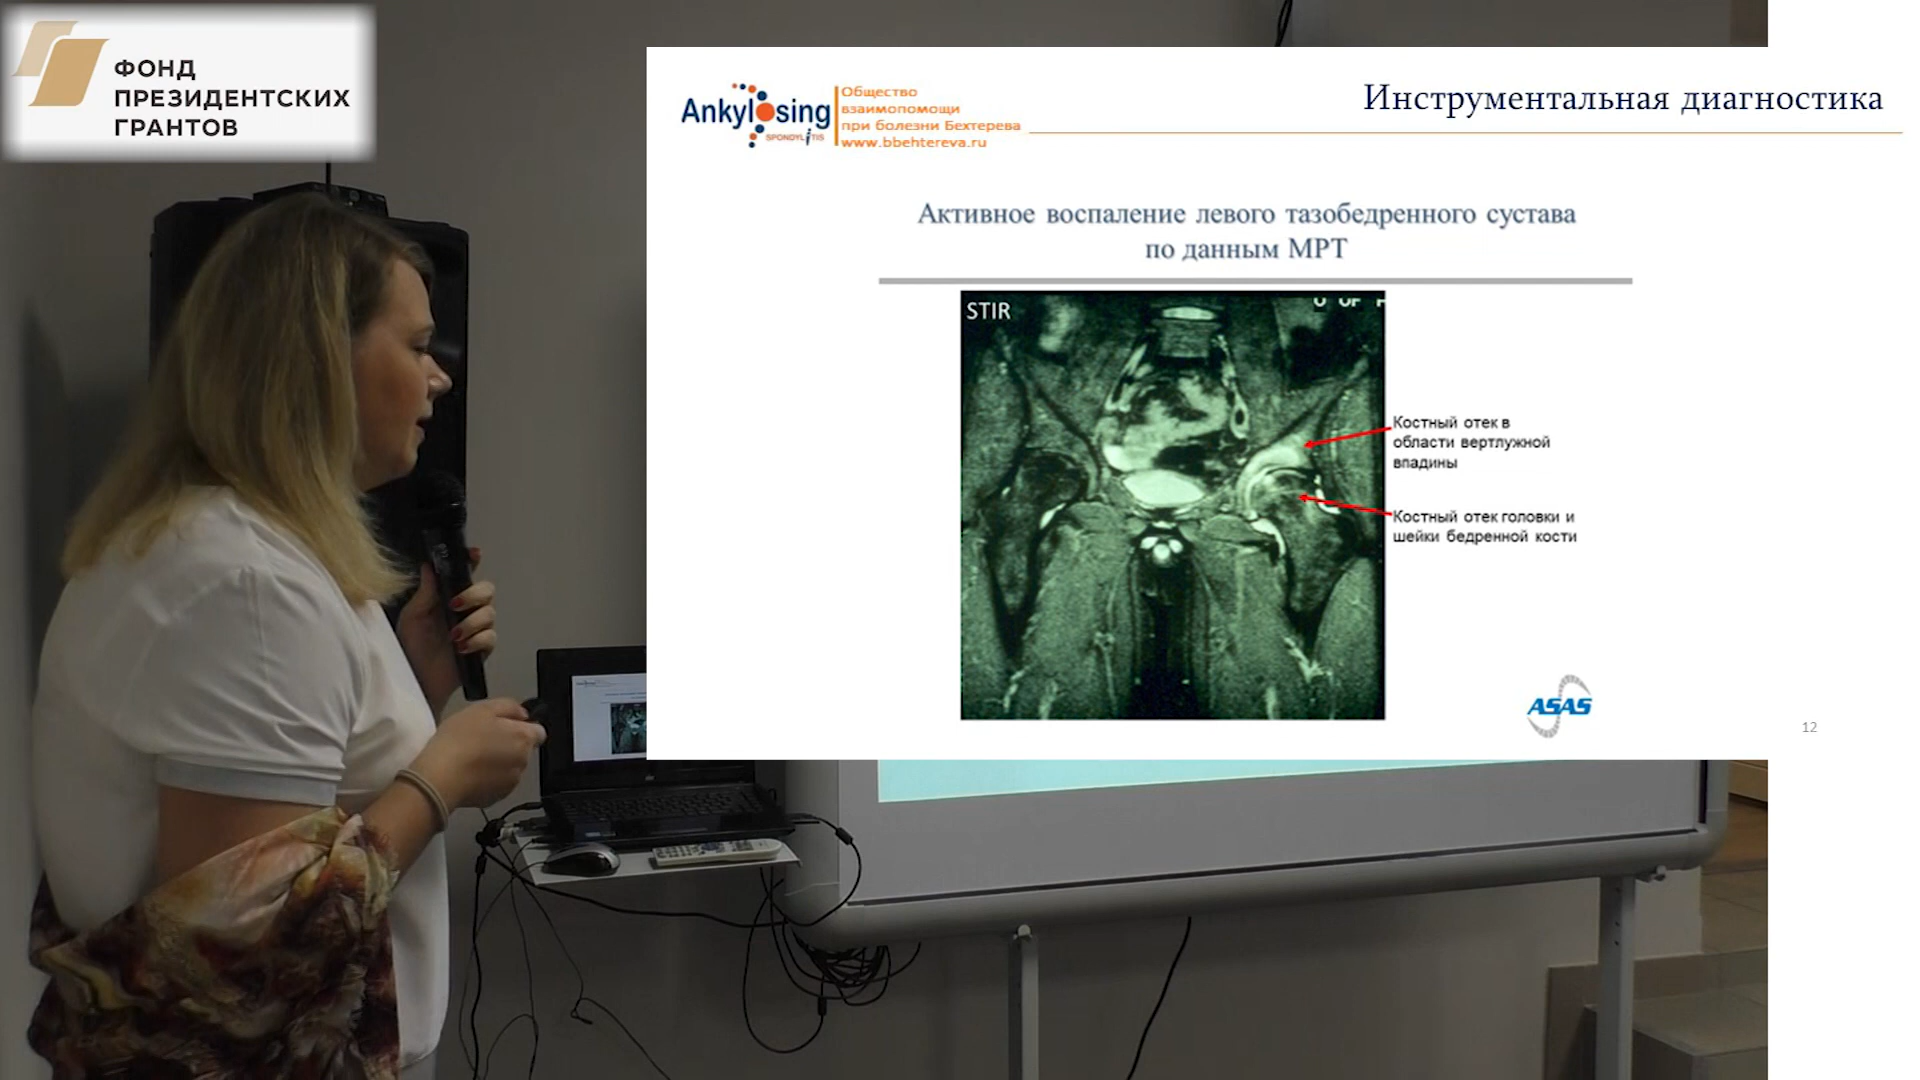 ФОНД
ПРЕЗИДЕНТСКИХ
ГРАНТОВ
Ankylosing
SPONDYLITIS
Общество
взаимопомощи
при болезни Бехтерева
www.bbehtereva.ru
Инструментальная диагностика
Активное воспаление левого тазобедренного сустава
по данным МРТ
STIR
Костный отек в
области вертлужной
впадины
Костный отек головки и
шейки бедренной кости
ASAS
12